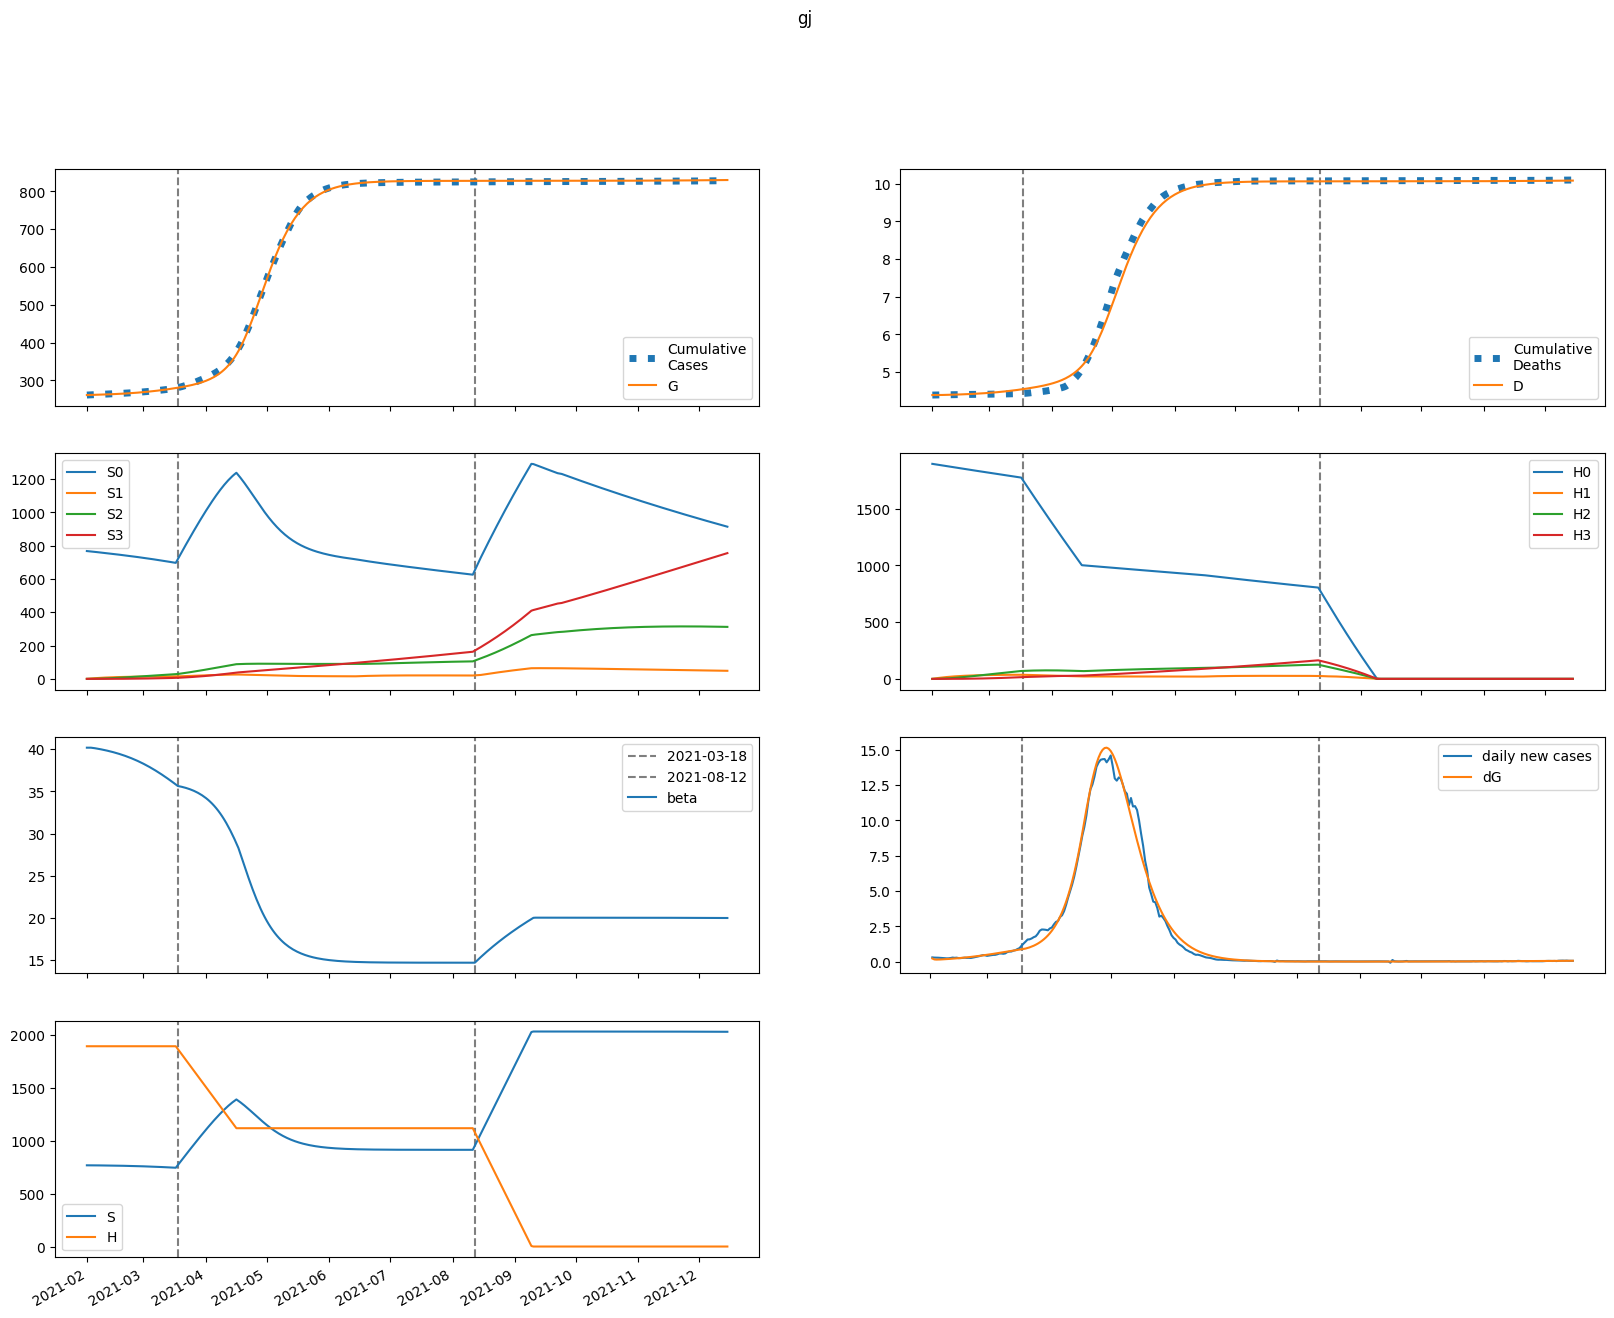 gj
800
700
600
500
400
300
Cumulative
Cases
G
10
9
8
7
6
5
Cumulative
Deaths
D
1200
1000
800
600
400
200
0
S0
S1
S2
S3
1500
1000
500
0
H0
H1
H2
H3
40
35
30
25
20
15
2021-03-18
2021-08-12
beta
15.0
12.5
10.0
7.5
5.0
2.5
0.0
daily new cases
dG
2000
1500
1000
500
0
S
H
2021-02
2021-03
2021-04
2021-05
2021-06
2021-07
2021-08
2021-09
2021-10
2021-11
2021-12